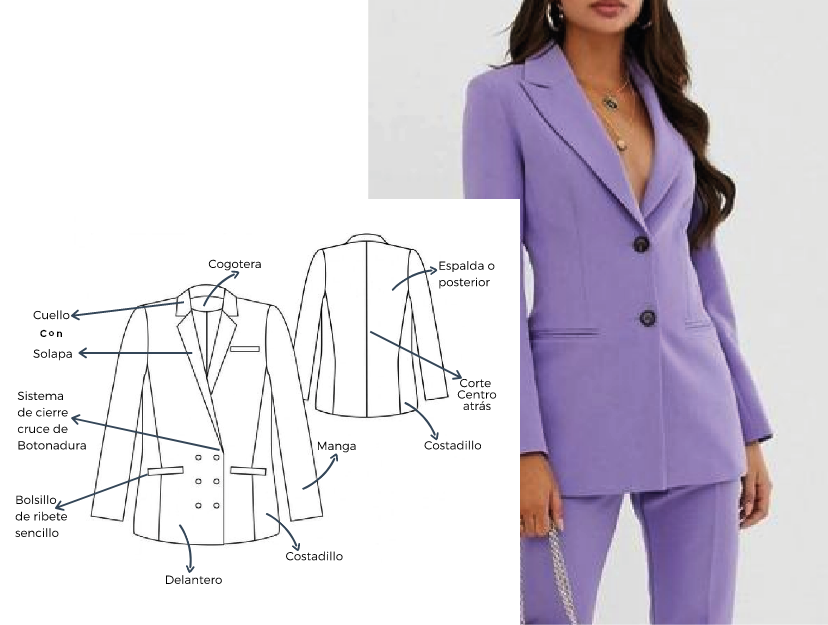 Cogotera
Espalda o
posterior
Cuello
Con
Solapa
Corte
Centro
atrás
Sistema
de cierre
cruce de
Botonadura
Manga
Costadillo
Bolsillo
de ribete
sencillo
Costadillo
Delantero